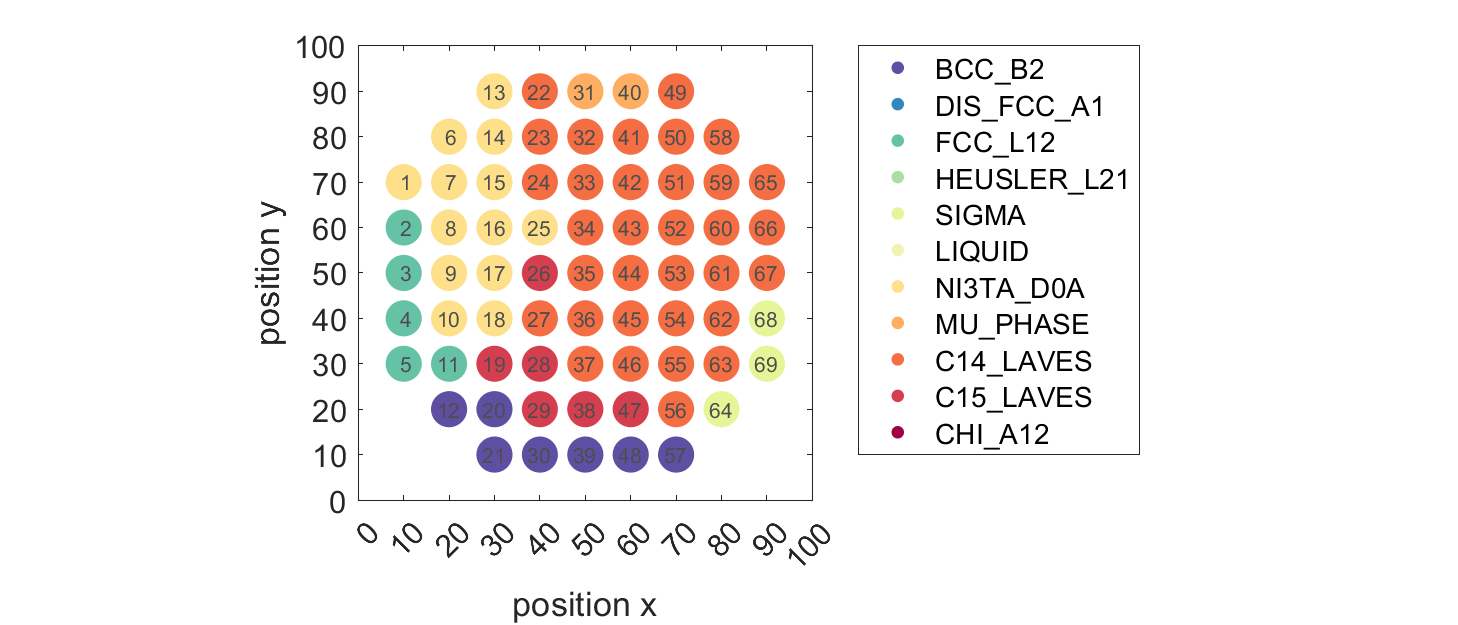 100
90
80
70
60
50
40
30
20
10
0
position y
13 22 31 40 49
6 14 23 32 41 50 58
1 7 15 24 33 42 51 59 65
2 8 16 25 34 43 52 60 66
3 9 17 26 35 44 53 61 67
4 10 18 27 36 45 54 62 68
5 11 19 28 37 46 55 63 69
12 20 29 38 47 56 64
21 30 39 48 57
0 10 20 30 40 50 60 70 80 90 100
position x
BCC_B2
DIS_FCC_A1
FCC_L12
HEUSLER_L21
SIGMA
LIQUID
NI3TA_D0A
MU_PHASE
C14_LAVES
C15_LAVES
CHI_A12